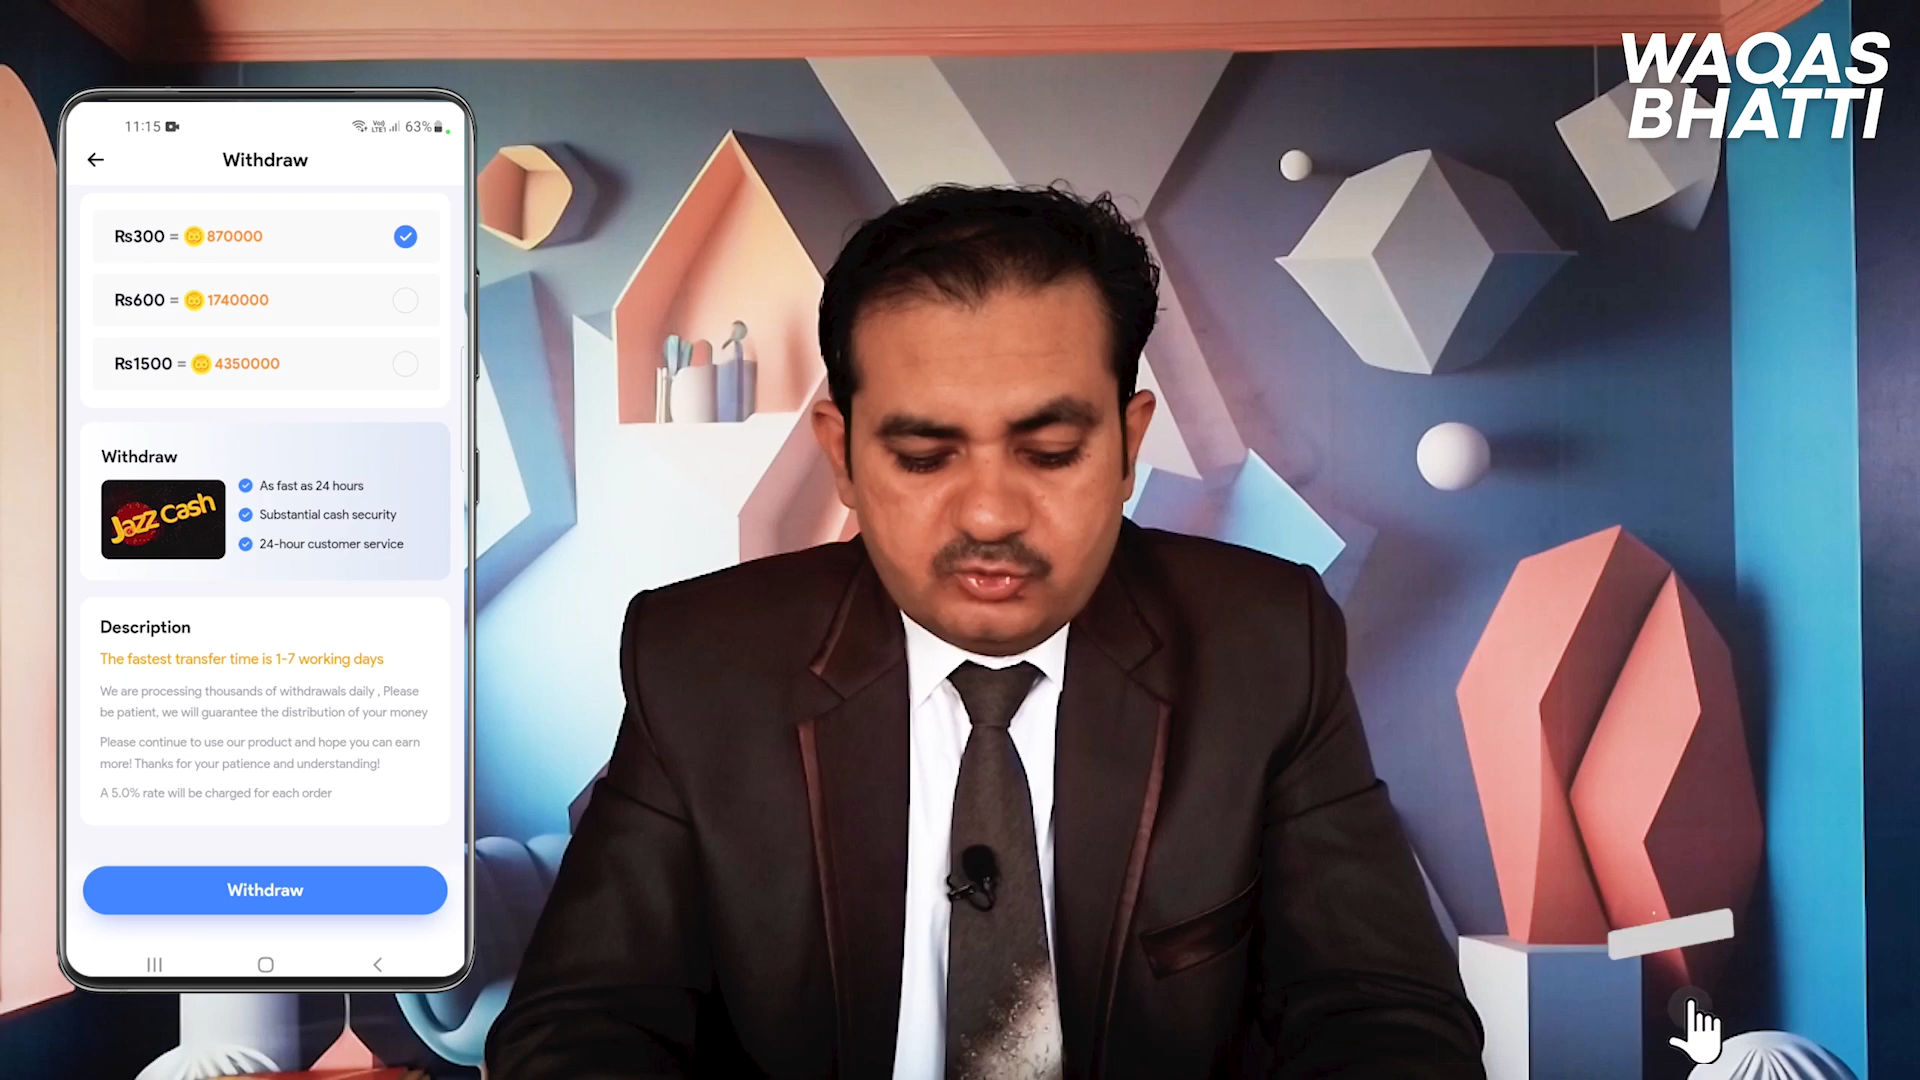 WAQAS
BHATTI
11:15
VoI) LTE1 63%
Withdraw
Rs300 = 870000
Rs600 = 1740000
Rs1500 = 4350000
Withdraw
Jazz Cash
As fast as 24 hours
Substantial cash security
24-hour customer service
Description
The fastest transfer time is 1-7 working days
We are processing thousands of withdrawals daily , Please
be patient, we will guarantee the distribution of your money
Please continue to use our product and hope you can earn
more! Thanks for your patience and understanding!
A 5.0% rate will be charged for each order
Withdraw